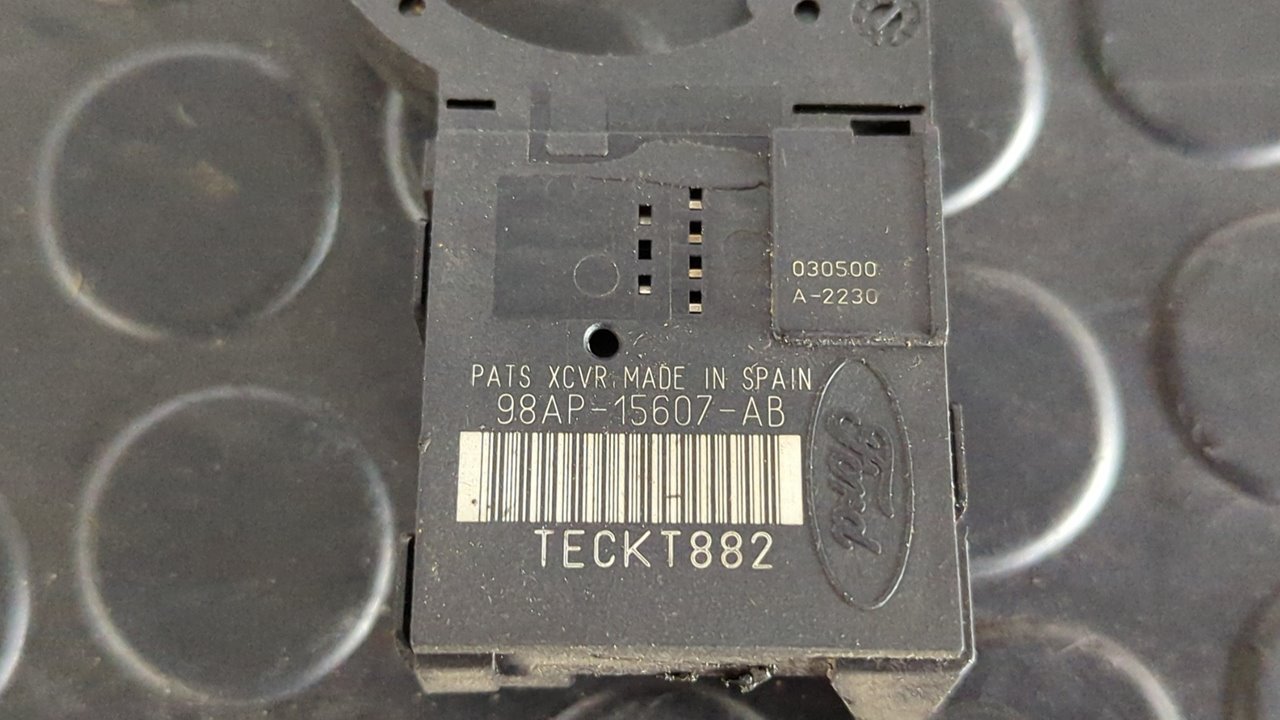 030500
A-2230
PATS XCVR MADE IN SPAIN
98AP-15607-AB
TECKT882
Ford